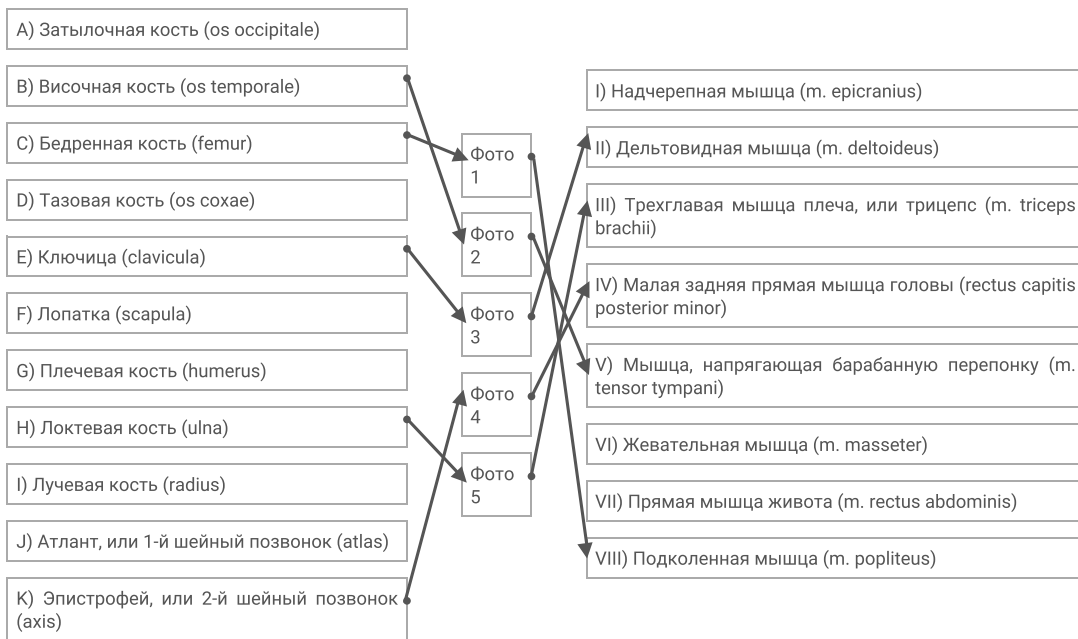 A) Затылочная кость (os occipitale)
B) Височная кость (os temporale)
C) Бедренная кость (femur)
D) Тазовая кость (os coxae)
E) Ключица (clavicula)
F) Лопатка (scapula)
G) Плечевая кость (humerus)
H) Локтевая кость (ulna)
I) Лучевая кость (radius)
J) Атлант, или 1-й шейный позвонок (atlas)
K) Эпистрофей, или 2-й шейный позвонок
(axis)
Фото
1
Фото
2
Фото
3
Фото
4
Фото
5
I) Надчерепная мышца (m. epicranius)
II) Дельтовидная мышца (m. deltoideus)
III) Трехглавая мышца плеча, или трицепс (m. triceps
brachii)
IV) Малая задняя прямая мышца головы (rectus capitis
posterior minor)
V) Мышца, напрягающая барабанную перепонку (m.
tensor tympani)
VI) Жевательная мышца (m. masseter)
VII) Прямая мышца живота (m. rectus abdominis)
VIII) Подколенная мышца (m. popliteus)